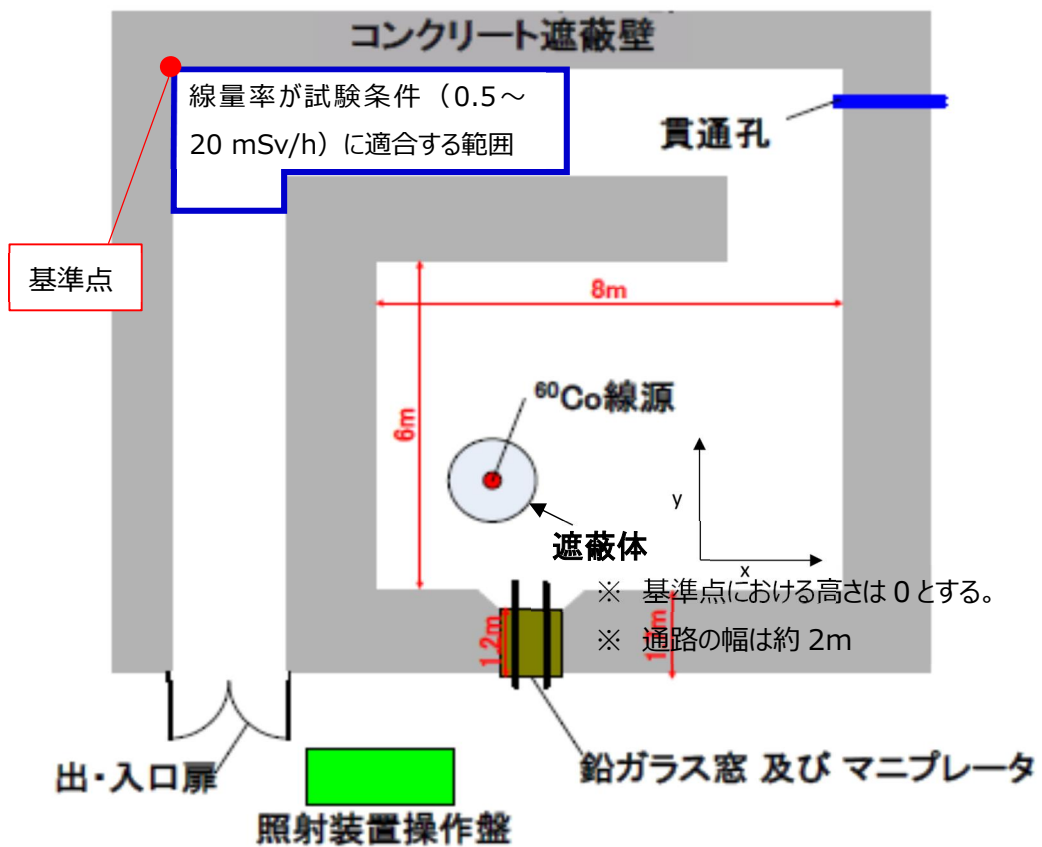 コンクリート遮蔽壁
線量率が試験条件（0.5～
20 mSv/h）に適合する範囲
貫通孔
基準点
8m
6m
⁶⁰Co線源
y
遮蔽体
x
※ 基準点における高さは 0 とする。
1.2m
※ 通路の幅は約 2m
出・入口扉
鉛ガラス窓 及び マニプレータ
照射装置操作盤